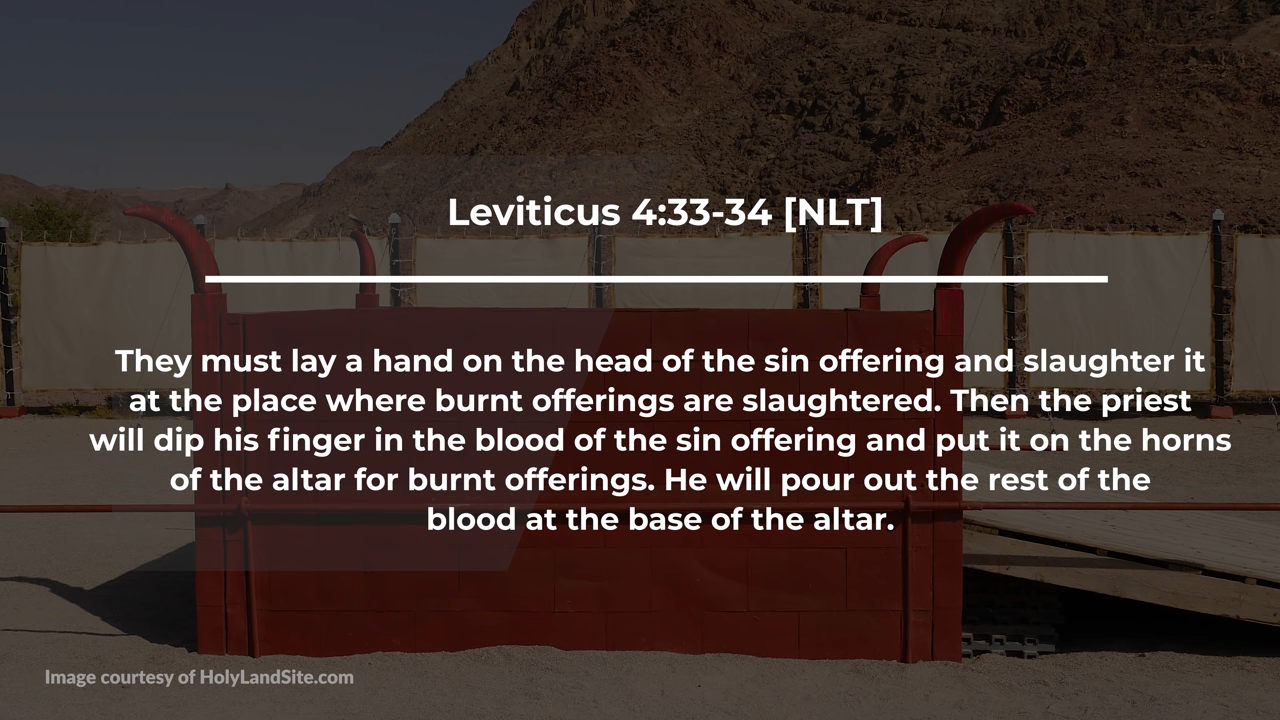 Leviticus 4:33-34 [NLT]
They must lay a hand on the head of the sin offering and slaughter it
at the place where burnt offerings are slaughtered. Then the priest
will dip his finger in the blood of the sin offering and put it on the horns
of the altar for burnt offerings. He will pour out the rest of the
blood at the base of the altar.
Image courtesy of HolyLandSite.com